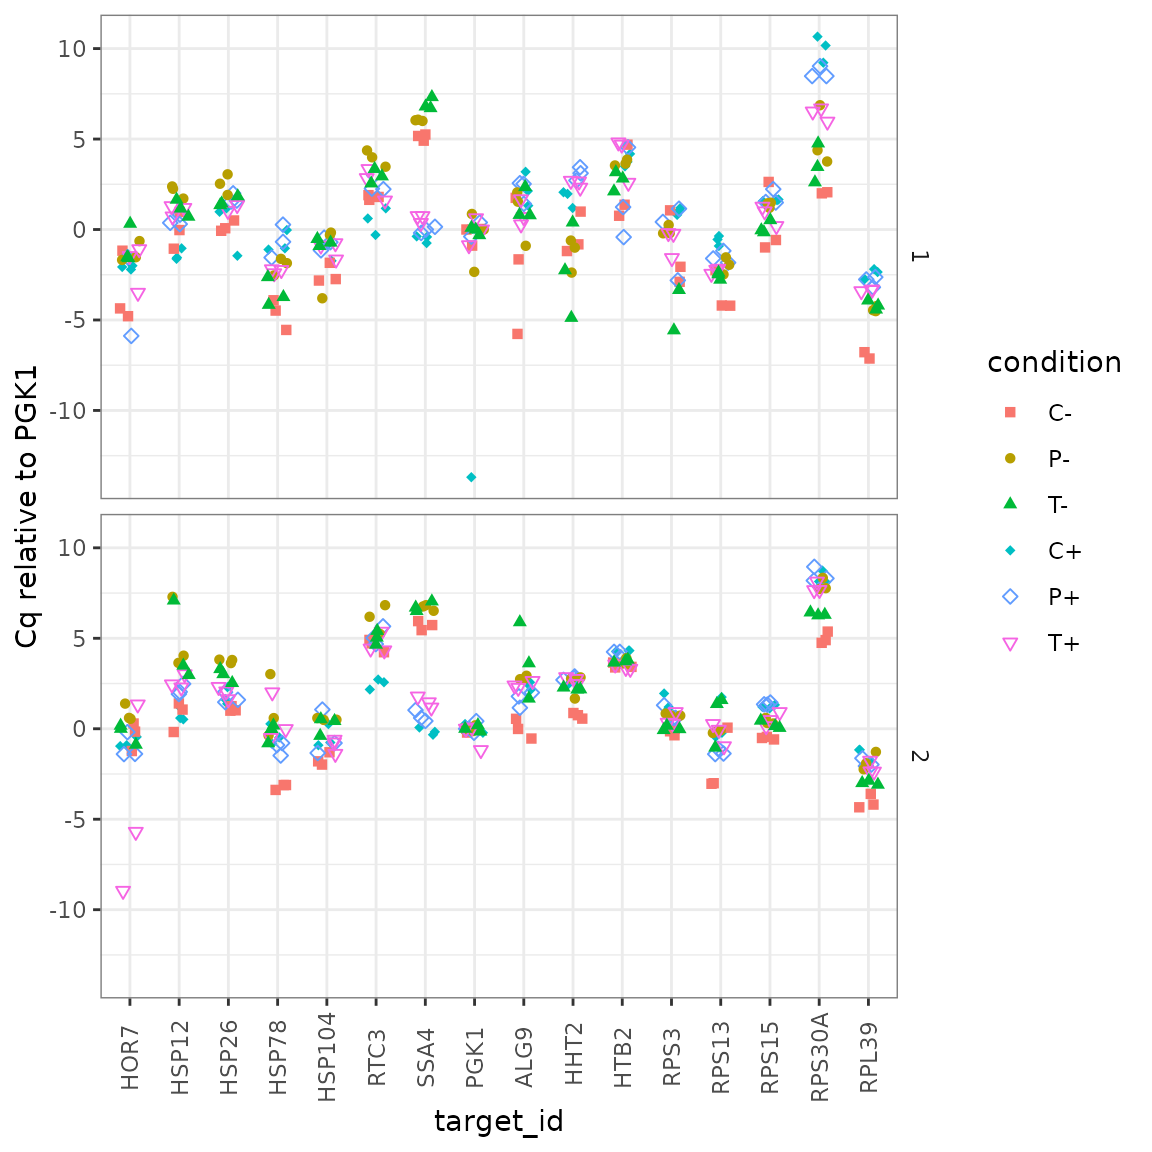 Cq relative to PGK1
10
5
0
-5
-10
1
10
5
0
-5
-10
2
HOR7
HSP12
HSP26
HSP78
HSP104
RTC3
SSA4
PGK1
ALG9
HHT2
HTB2
RPS3
RPS13
RPS15
RPS30A
RPL39
target_id
condition
C-
P-
T-
C+
P+
T+